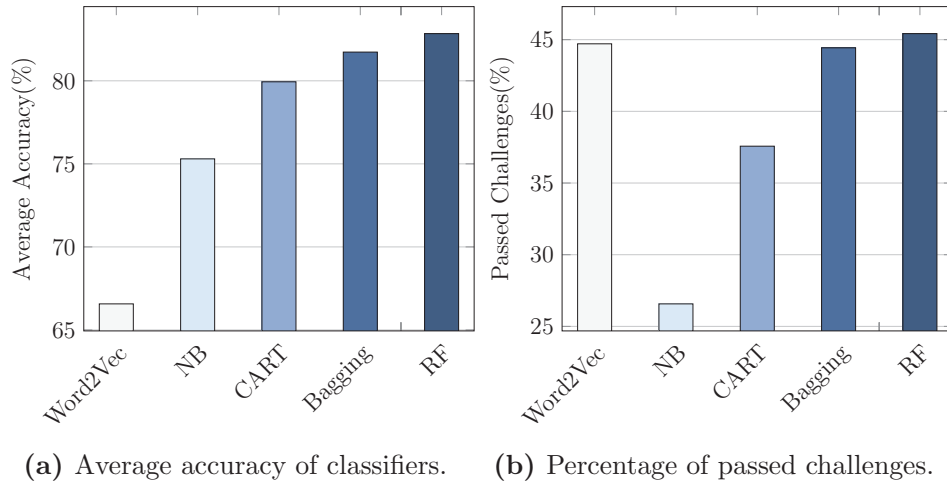 Average Accuracy(%)
80
75
70
65
Word2Vec
NB
CART
Bagging
RF
(a) Average accuracy of classifiers.
Passed Challenges(%)
45
40
35
30
25
Word2Vec
NB
CART
Bagging
RF
(b) Percentage of passed challenges.